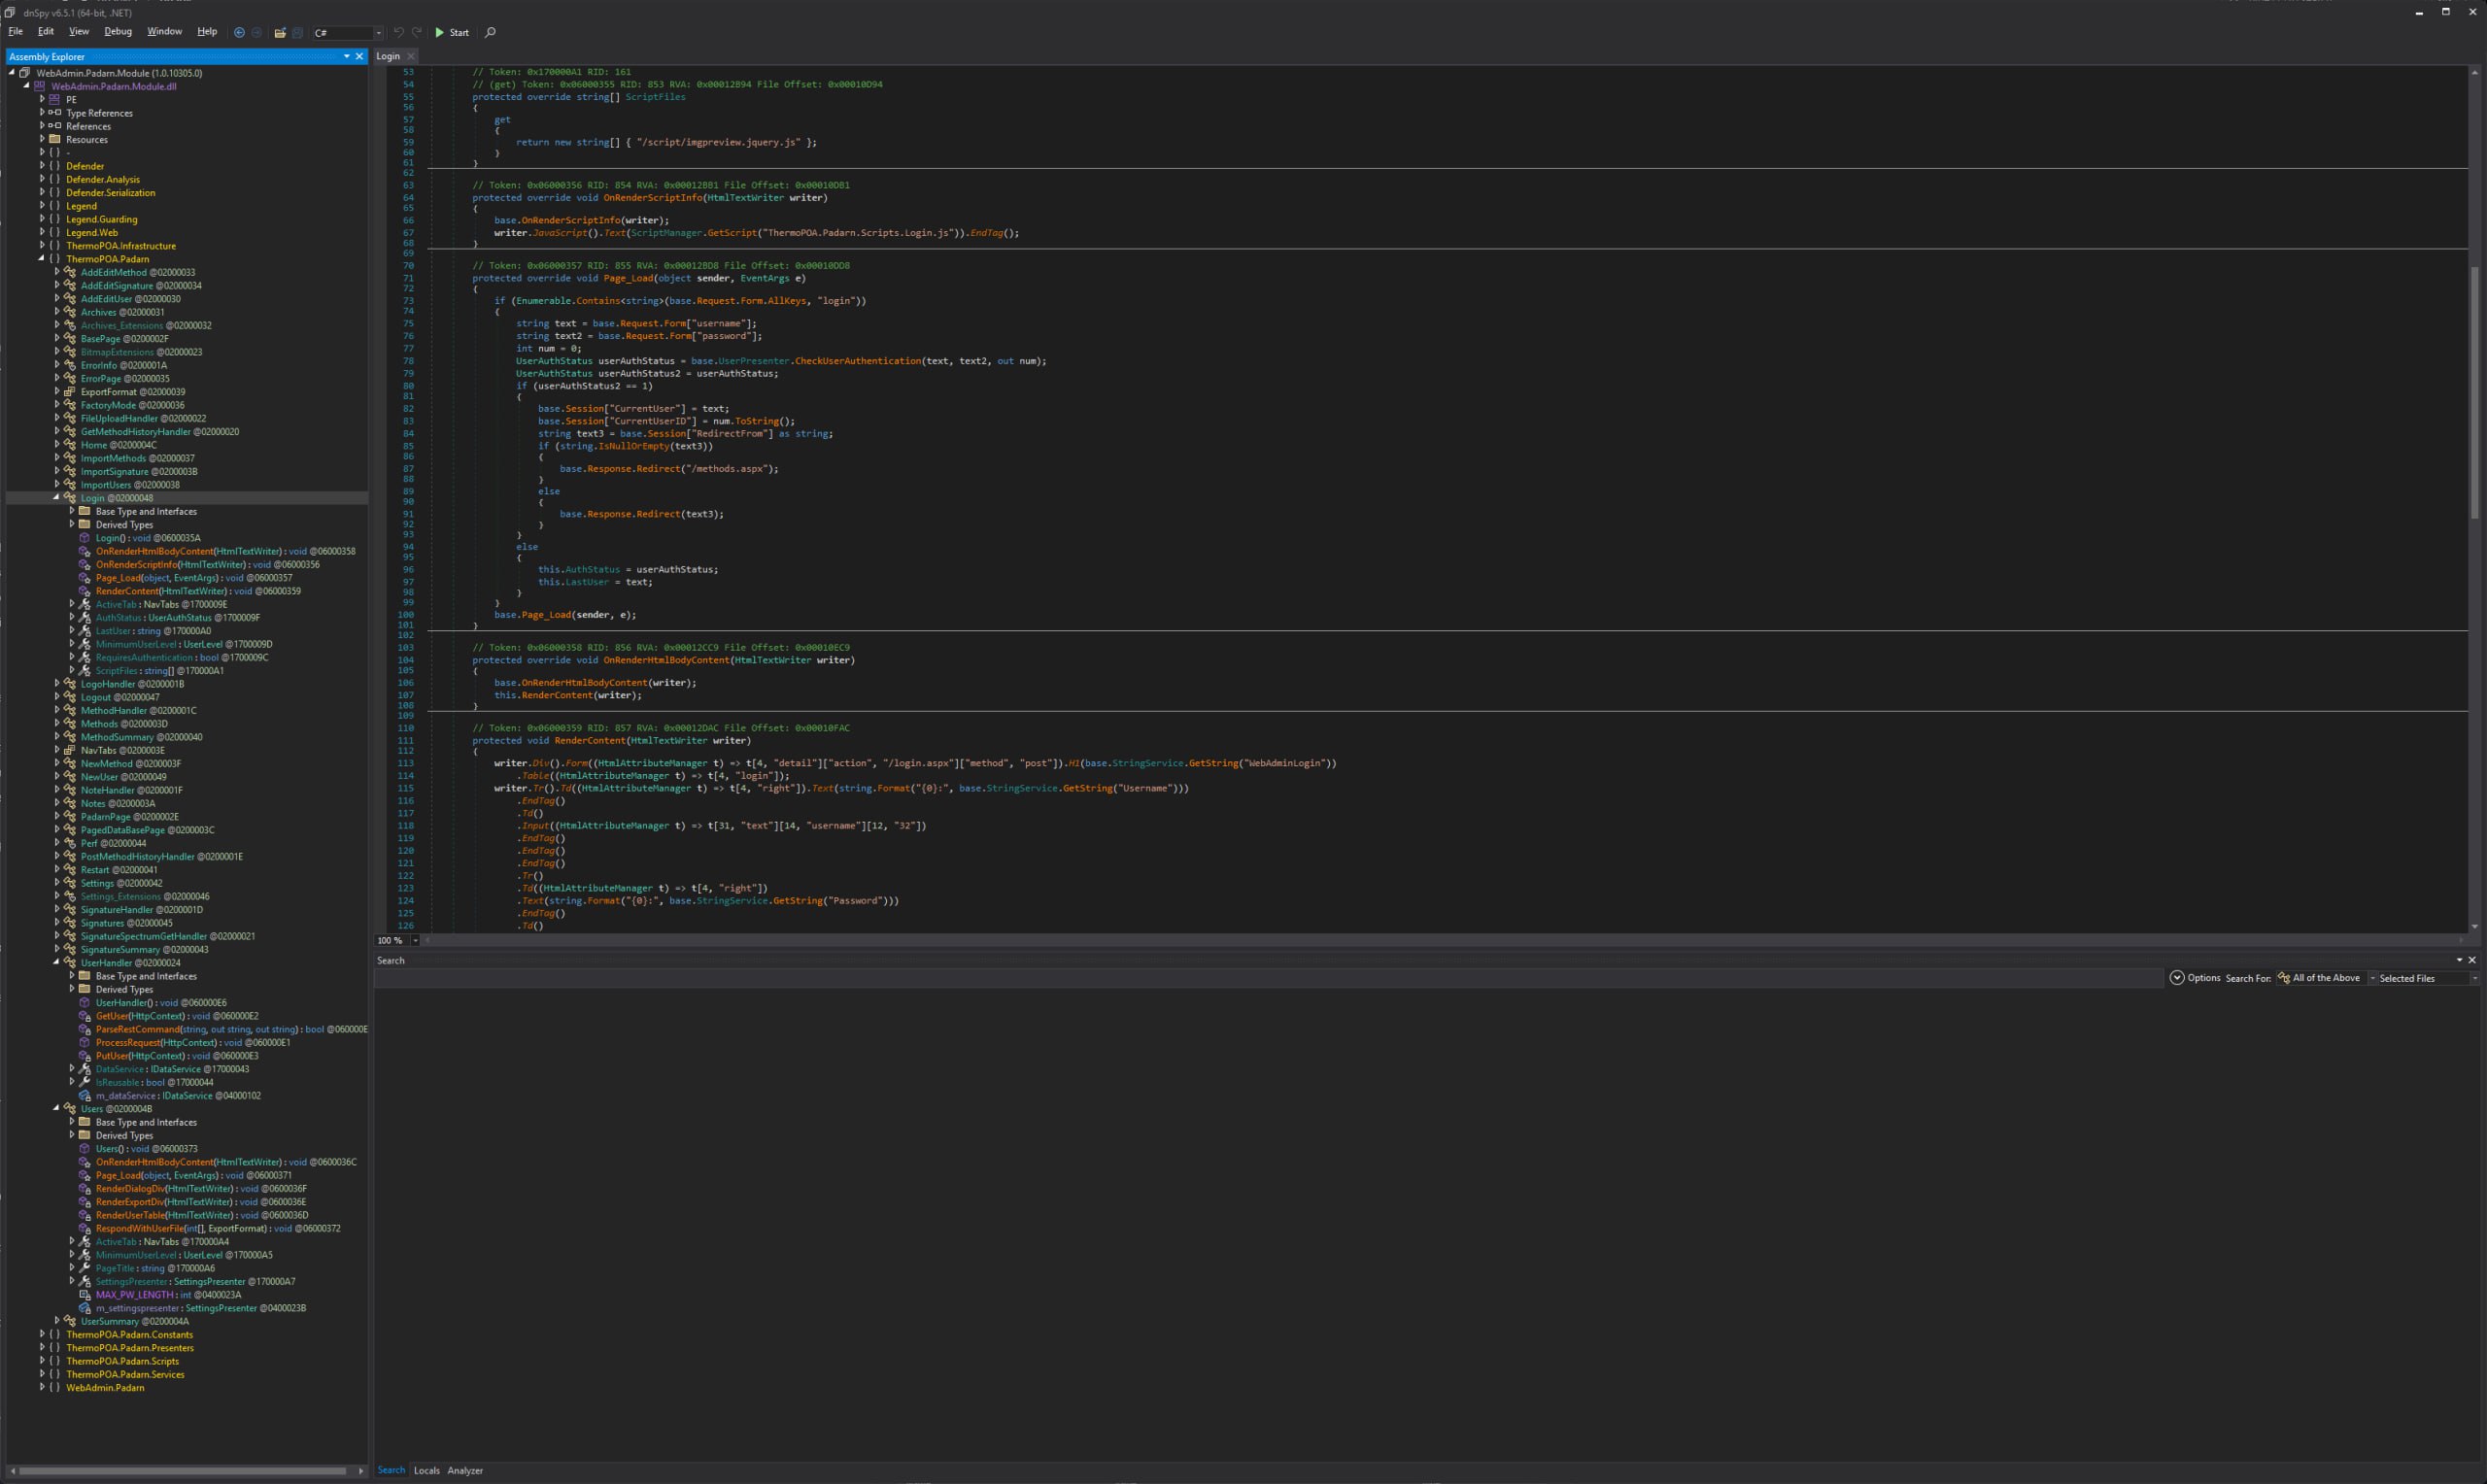 dnSpy v6.5.1 (64-bit, .NET)
File Edit View Debug Window Help C# Start
Assembly Explorer
WebAdmin.Padarn.Module (1.0.10305.0)
WebAdmin.Padarn.Module.dll
PE
Type References
References
Resources
{ } -
{ } Defender
{ } Defender.Analysis
{ } Defender.Serialization
{ } Legend
{ } Legend.Guarding
{ } Legend.Web
{ } ThermoPOA.Infrastructure
{ } ThermoPOA.Padarn
AddEditMethod @02000033
AddEditSignature @02000034
AddEditUser @02000030
Archives @02000031
Archives_Extensions @02000032
BasePage @0200002F
BitmapExtensions @02000023
ErrorInfo @0200001A
ErrorPage @02000035
ExportFormat @02000039
FactoryMode @02000036
FileUploadHandler @02000022
GetMethodHistoryHandler @02000020
Home @0200004C
ImportMethods @02000037
ImportSignature @0200003B
ImportUsers @02000038
Login @02000048
Base Type and Interfaces
Derived Types
Login() : void @0600035A
OnRenderHtmlBodyContent(HtmlTextWriter) : void @06000358
OnRenderScriptInfo(HtmlTextWriter) : void @06000356
Page_Load(object, EventArgs) : void @06000357
RenderContent(HtmlTextWriter) : void @06000359
ActiveTab : NavTabs @1700009E
AuthStatus : UserAuthStatus @1700009F
LastUser : string @170000A0
MinimumUserLevel : UserLevel @1700009D
RequiresAuthentication : bool @1700009C
ScriptFiles : string[] @170000A1
LogoHandler @0200001B
Logout @02000047
MethodHandler @0200001C
Methods @0200003D
MethodSummary @02000040
NavTabs @0200003E
NewMethod @0200003F
NewUser @02000049
NoteHandler @0200001F
Notes @0200003A
PadarnPage @0200002E
PagedDataBasePage @0200003C
Perf @02000044
PostMethodHistoryHandler @0200001E
Restart @02000041
Settings @02000042
Settings_Extensions @02000046
SignatureHandler @0200001D
Signatures @02000045
SignatureSpectrumGetHandler @02000021
SignatureSummary @02000043
UserHandler @02000024
Base Type and Interfaces
Derived Types
UserHandler() : void @060000E6
GetUser(HttpContext) : void @060000E2
ParseRestCommand(string, out string, out string) : bool @060000E
ProcessRequest(HttpContext) : void @060000E1
PutUser(HttpContext) : void @060000E3
DataService : IDataService @17000043
IsReusable : bool @17000044
m_dataService : IDataService @04000102
Users @0200004B
Base Type and Interfaces
Derived Types
Users() : void @06000373
OnRenderHtmlBodyContent(HtmlTextWriter) : void @0600036C
Page_Load(object, EventArgs) : void @06000371
RenderDialogDiv(HtmlTextWriter) : void @0600036F
RenderExportDiv(HtmlTextWriter) : void @0600036E
RenderUserTable(HtmlTextWriter) : void @0600036D
RespondWithUserFile(int[], ExportFormat) : void @06000372
ActiveTab : NavTabs @170000A4
MinimumUserLevel : UserLevel @170000A5
PageTitle : string @170000A6
SettingsPresenter : SettingsPresenter @170000A7
MAX_PW_LENGTH : int @0400023A
m_settingspresenter : SettingsPresenter @0400023B
UserSummary @0200004A
{ } ThermoPOA.Padarn.Constants
{ } ThermoPOA.Padarn.Presenters
{ } ThermoPOA.Padarn.Scripts
{ } ThermoPOA.Padarn.Services
{ } WebAdmin.Padarn
Login
53 // Token: 0x170000A1 RID: 161
54 // (get) Token: 0x06000355 RID: 853 RVA: 0x00012B94 File Offset: 0x00010D94
55 protected override string[] ScriptFiles
56 {
57 get
58 {
59 return new string[] { "/script/imgpreview.jquery.js" };
60 }
61 }
62
63 // Token: 0x06000356 RID: 854 RVA: 0x00012BB1 File Offset: 0x00010DB1
64 protected override void OnRenderScriptInfo(HtmlTextWriter writer)
65 {
66 base.OnRenderScriptInfo(writer);
67 writer.JavaScript().Text(ScriptManager.GetScript("ThermoPOA.Padarn.Scripts.Login.js")).EndTag();
68 }
69
70 // Token: 0x06000357 RID: 855 RVA: 0x00012BD8 File Offset: 0x00010DD8
71 protected override void Page_Load(object sender, EventArgs e)
72 {
73 if (Enumerable.Contains<string>(base.Request.Form.AllKeys, "login"))
74 {
75 string text = base.Request.Form["username"];
76 string text2 = base.Request.Form["password"];
77 int num = 0;
78 UserAuthStatus userAuthStatus = base.UserPresenter.CheckUserAuthentication(text, text2, out num);
79 UserAuthStatus userAuthStatus2 = userAuthStatus;
80 if (userAuthStatus2 == 1)
81 {
82 base.Session["CurrentUser"] = text;
83 base.Session["CurrentUserID"] = num.ToString();
84 string text3 = base.Session["RedirectFrom"] as string;
85 if (string.IsNullOrEmpty(text3))
86 {
87 base.Response.Redirect("/methods.aspx");
88 }
89 else
90 {
91 base.Response.Redirect(text3);
92 }
93 }
94 else
95 {
96 this.AuthStatus = userAuthStatus;
97 this.LastUser = text;
98 }
99 }
100 base.Page_Load(sender, e);
101 }
102
103 // Token: 0x06000358 RID: 856 RVA: 0x00012CC9 File Offset: 0x00010EC9
104 protected override void OnRenderHtmlBodyContent(HtmlTextWriter writer)
105 {
106 base.OnRenderHtmlBodyContent(writer);
107 this.RenderContent(writer);
108 }
109
110 // Token: 0x06000359 RID: 857 RVA: 0x00012DAC File Offset: 0x00010FAC
111 protected void RenderContent(HtmlTextWriter writer)
112 {
113 writer.Div().Form((HtmlAttributeManager t) => t[4, "detail"]["action", "/login.aspx"]["method", "post"]).H1(base.StringService.GetString("WebAdminLogin"))
114 .Table((HtmlAttributeManager t) => t[4, "login"]);
115 writer.Tr().Td((HtmlAttributeManager t) => t[4, "right"]).Text(string.Format("{0}:", base.StringService.GetString("Username")))
116 .EndTag()
117 .Td()
118 .Input((HtmlAttributeManager t) => t[31, "text"][14, "username"][12, "32"])
119 .EndTag()
120 .EndTag()
121 .EndTag()
122 .Tr()
123 .Td((HtmlAttributeManager t) => t[4, "right"])
124 .Text(string.Format("{0}:", base.StringService.GetString("Password")))
125 .EndTag()
126 .Td()
100 %
Search
Options Search For: All of the Above Selected Files
Search Locals Analyzer